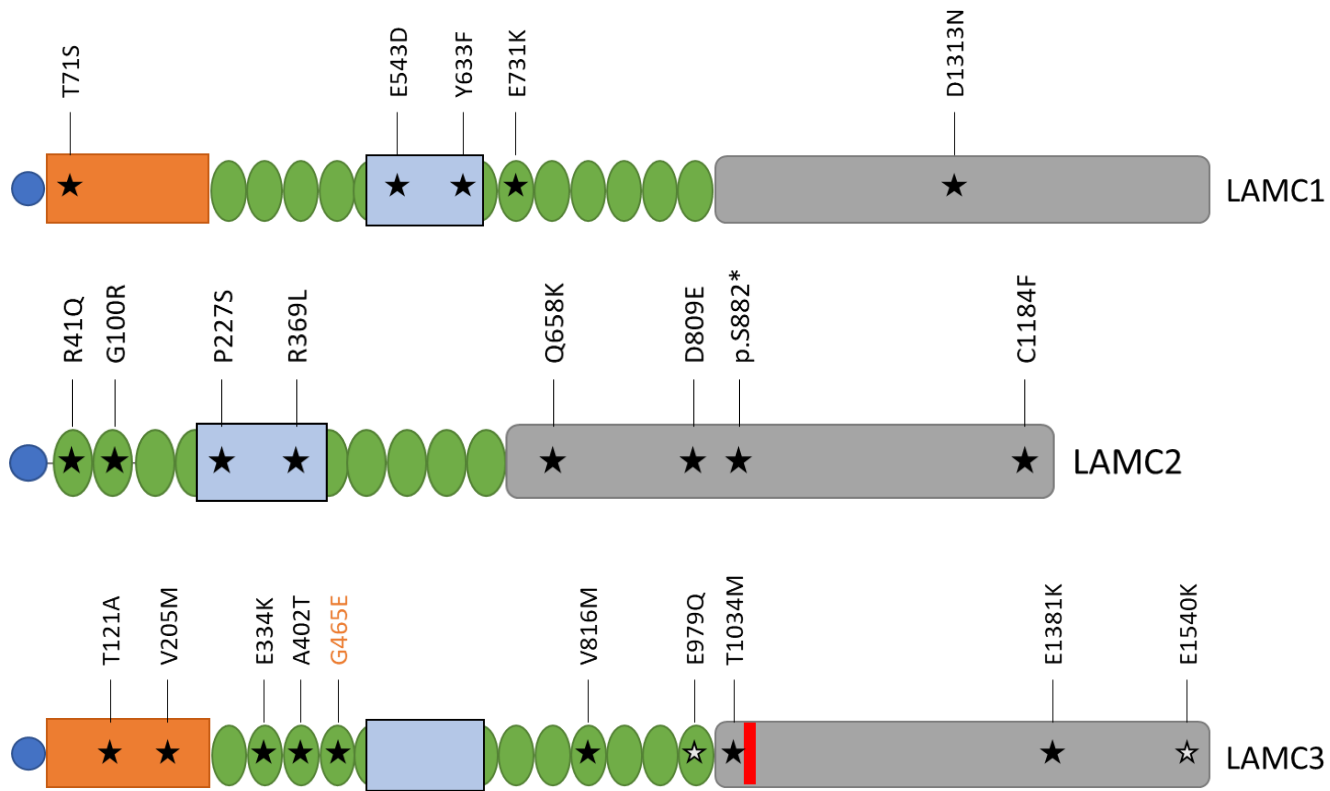 T71S
E543D
Y633F
E731K
D1313N
LAMC1
R41Q
G100R
P227S
R369L
Q658K
D809E
p.S882*
C1184F
LAMC2
T121A
V205M
E334K
A402T
G465E
V816M
E979Q
T1034M
E1381K
E1540K
LAMC3